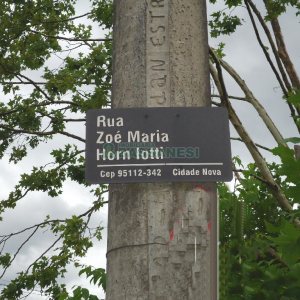 Rua
Zoé Maria
Horn Iotti
Cep 95112-342 Cidade Nova